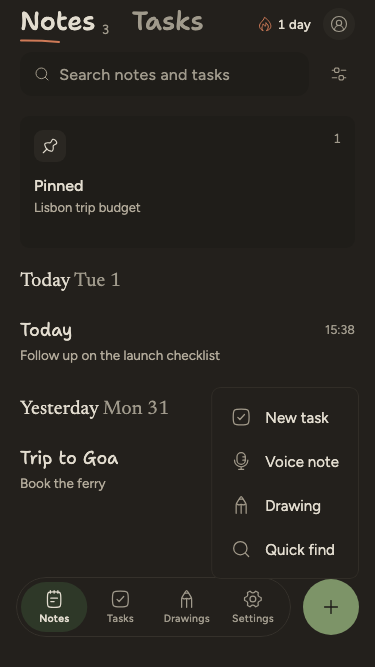 Notes 3 Tasks 1 day
Search notes and tasks
1
Pinned
Lisbon trip budget
Today Tue 1
Today 15:38
Follow up on the launch checklist
Yesterday Mon 31
Trip to Goa
Book the ferry
New task
Voice note
Drawing
Quick find
Notes Tasks Drawings Settings